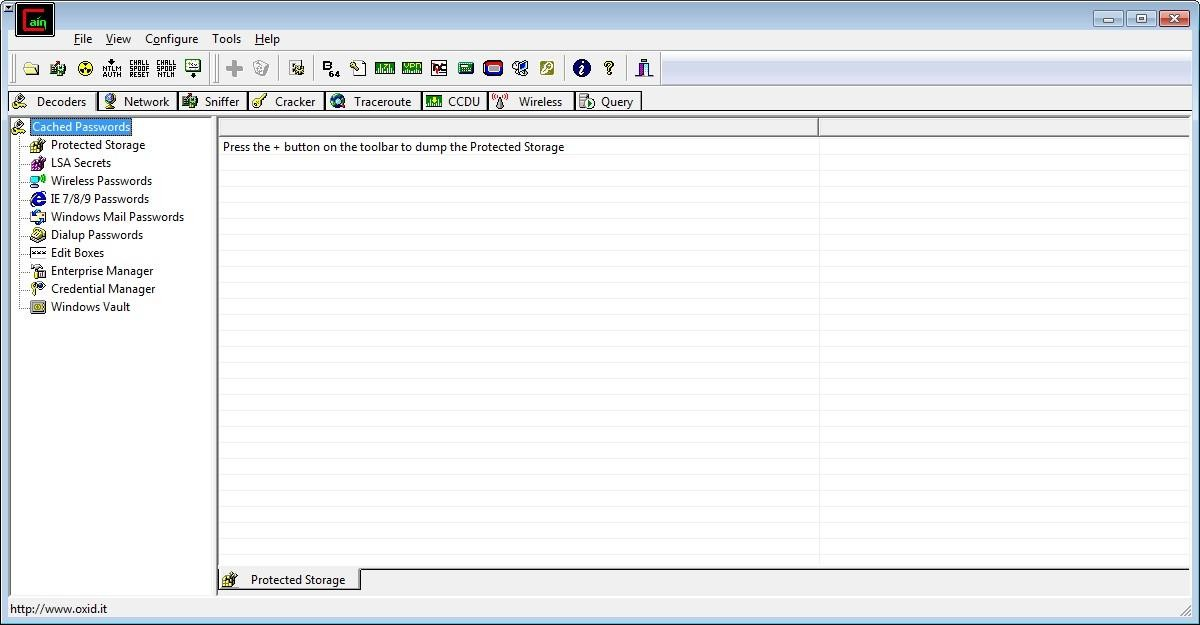 Cain
File View Configure Tools Help
NTLM AUTH CHALL SPOOF RESET CHALL SPOOF NTLM B 64
Decoders Network Sniffer Cracker Traceroute CCDU Wireless Query
Cached Passwords
Protected Storage
LSA Secrets
Wireless Passwords
IE 7/8/9 Passwords
Windows Mail Passwords
Dialup Passwords
Edit Boxes
Enterprise Manager
Credential Manager
Windows Vault
Press the + button on the toolbar to dump the Protected Storage
Protected Storage
http://www.oxid.it